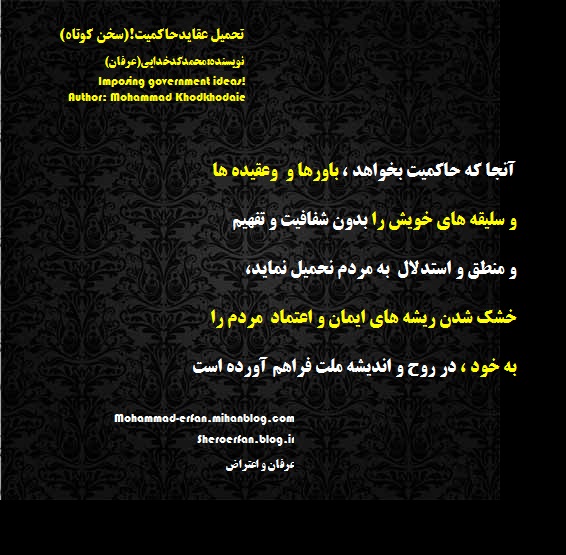 تحمیل عقایدحاکمیت!(سخن کوتاه)
نویسنده:محمدکدخدایی(عرفان)
Imposing government ideas!
Author: Mohammad Khodkhodaie
آنجا که حاکمیت بخواهد ، باورها و وعقیده ها
و سلیقه های خویش را بدون شفافیت و تفهیم
و منطق و استدلال به مردم تحمیل نماید،
خشک شدن ریشه های ایمان و اعتماد مردم را
به خود ، در روح و اندیشه ملت فراهم آورده است
Mohammad-erfan.mihanblog.com
Sheroerfan.blog.ir
عرفان و اعتراض